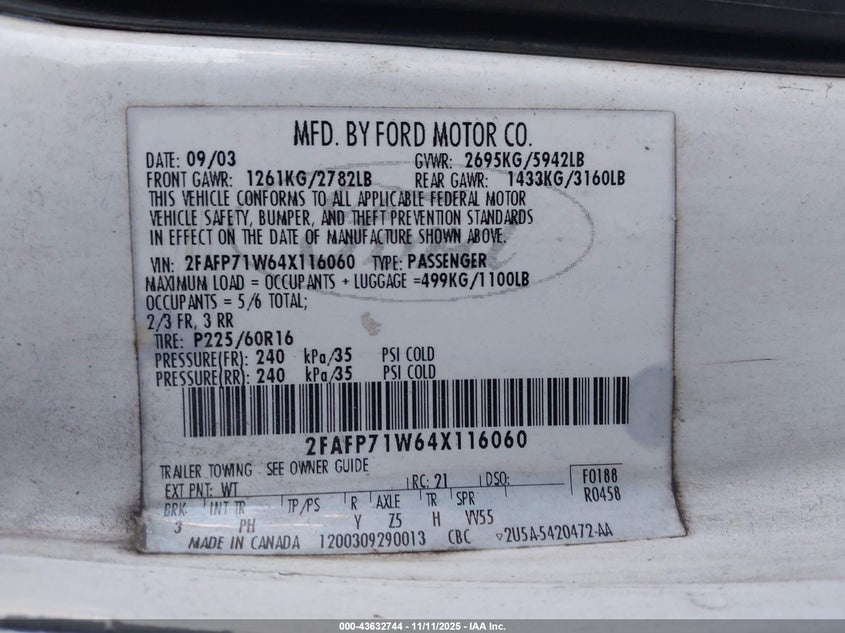 MFD. BY FORD MOTOR CO.
DATE: 09/03 GVWR: 2695KG/5942LB
FRONT GAWR: 1261KG/2782LB REAR GAWR: 1433KG/3160LB
THIS VEHICLE CONFORMS TO ALL APPLICABLE FEDERAL MOTOR
VEHICLE SAFETY, BUMPER, AND THEFT PREVENTION STANDARDS
IN EFFECT ON THE DATE OF MANUFACTURE SHOWN ABOVE.
VIN: 2FAFP71W64X116060 TYPE: PASSENGER
MAXIMUM LOAD = OCCUPANTS + LUGGAGE =499KG/1100LB
OCCUPANTS = 5/6 TOTAL;
2/3 FR, 3 RR
TIRE: P225/60R16
PRESSURE(FR): 240 kPa/35 PSI COLD
PRESSURE(RR): 240 kPa/35 PSI COLD
2FAFP71W64X116060
TRAILER TOWING - SEE OWNER GUIDE
EXT PNT: WT RC: 21 DSO: F0188
R0458
BRK INT TR TP/PS R AXLE TR SPR
3 PH Y Z5 H VV55
MADE IN CANADA 1200309290013 CBC ▽2U5A-5420472-AA
000-43632744 - 11/11/2025 - IAA Inc.